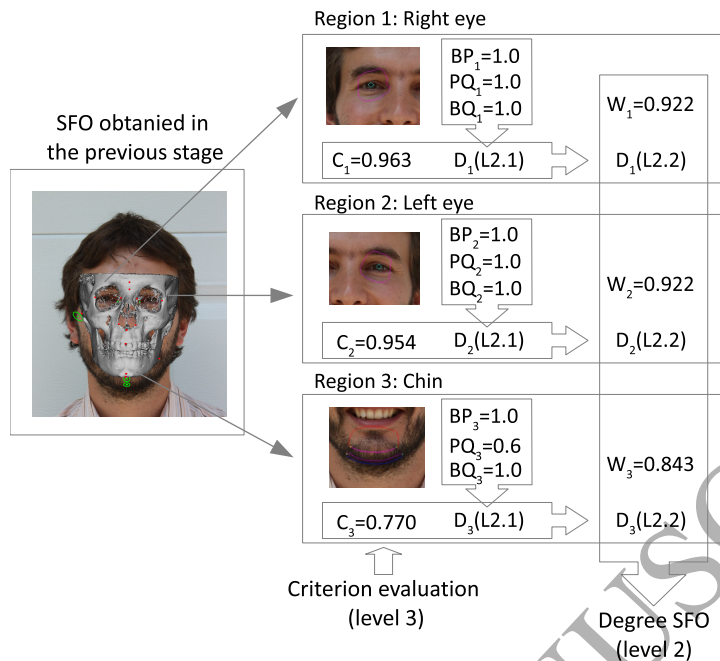 Region 1: Right eye
BP₁=1.0
PQ₁=1.0
BQ₁=1.0
W₁=0.922
SFO obtanied in
the previous stage
C₁=0.963 D₁(L2.1) D₁(L2.2)
Region 2: Left eye
BP₂=1.0
PQ₂=1.0
BQ₂=1.0
W₂=0.922
C₂=0.954 D₂(L2.1) D₂(L2.2)
Region 3: Chin
BP₃=1.0
PQ₃=0.6
BQ₃=1.0
W₃=0.843
C₃=0.770 D₃(L2.1) D₃(L2.2)
Criterion evaluation
(level 3)
Degree SFO
(level 2)